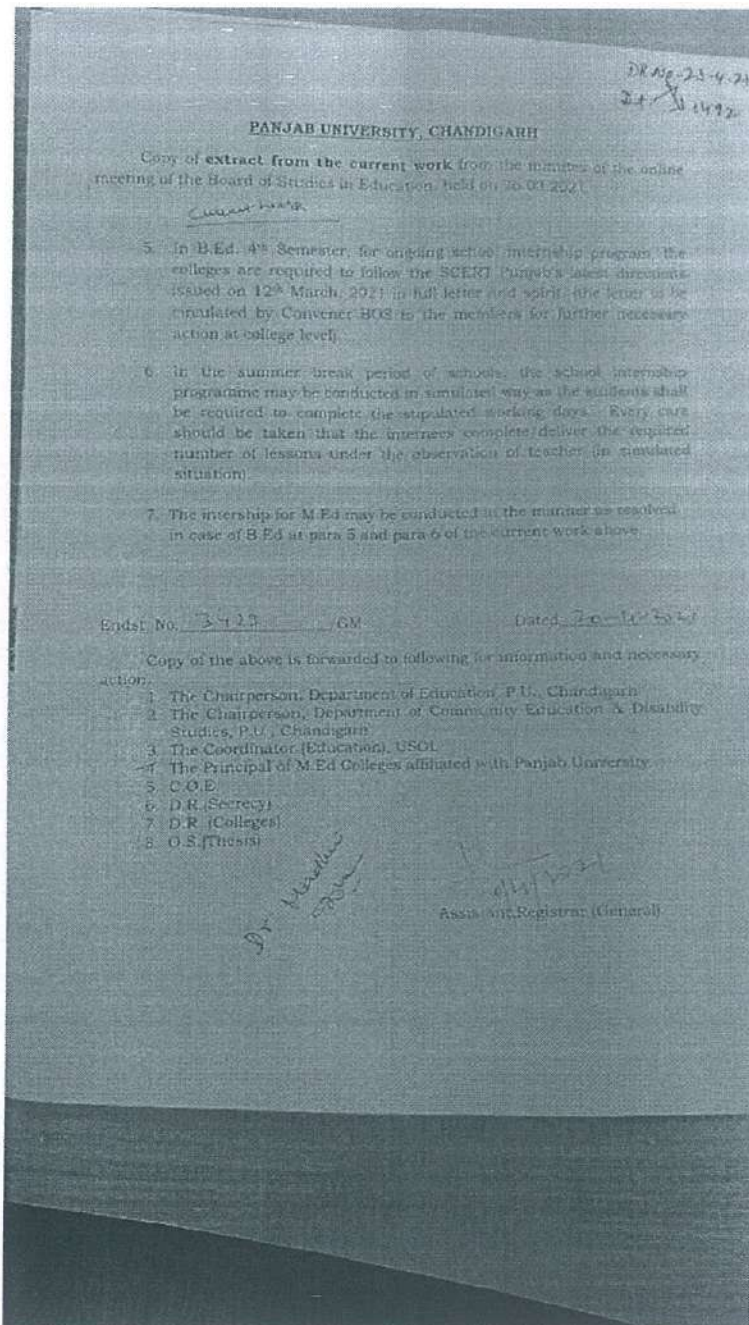 DR No-23-4-21
1492
PANJAB UNIVERSITY, CHANDIGARH
Copy of extract from the current work from the minutes of the online
meeting of the Board of Studies in Education, held on 26.03.2021
Current work
5. In B.Ed. 4th Semester, for ongoing school internship program, the
colleges are required to follow the SCERT Punjab's latest directions
issued on 12th March, 2021 in full letter and spirit (the letter to be
circulated by Convener BOS to the members for further necessary
action at college level)
6. In the summer break period of schools, the school internship
programme may be conducted in simulated way as the students shall
be required to complete the stipulated working days. Every care
should be taken that the internees complete/deliver the required
number of lessons under the observation of teacher (in simulated
situation)
7. The intership for M.Ed may be conducted in the manner as resolved
in case of B.Ed at para 5 and para 6 of the current work above
Endst. No. /GM Dated
Copy of the above is forwarded to following for information and necessary
action.
1. The Chairperson, Department of Education, P.U., Chandigarh
2. The Chairperson, Department of Community Education & Disability
Studies, P.U., Chandigarh
3. The Coordinator (Education), USOL
4. The Principal of M.Ed Colleges affiliated with Panjab University
5. C.O.E
6. D.R.(Secrecy)
7. D.R. (Colleges)
8. O.S.(Thesis)
Dr.
Assistant Registrar (General)